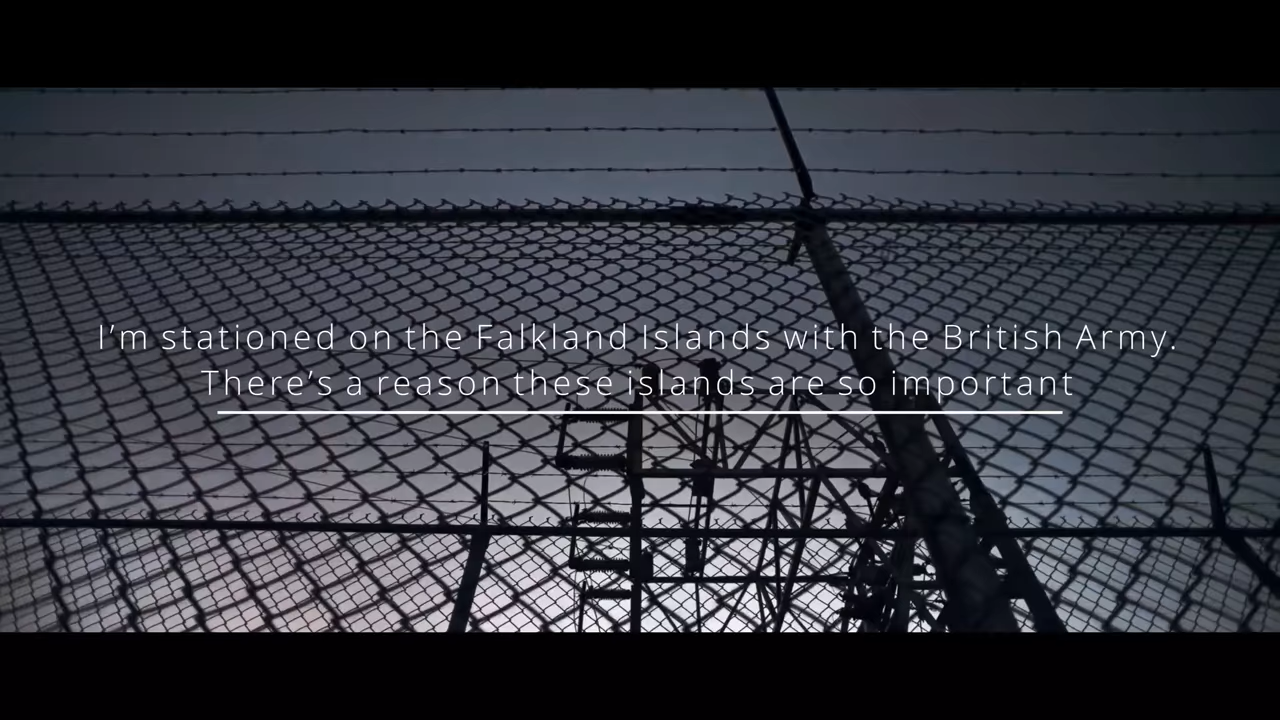 I’m stationed on the Falkland Islands with the British Army.
There’s a reason these islands are so important